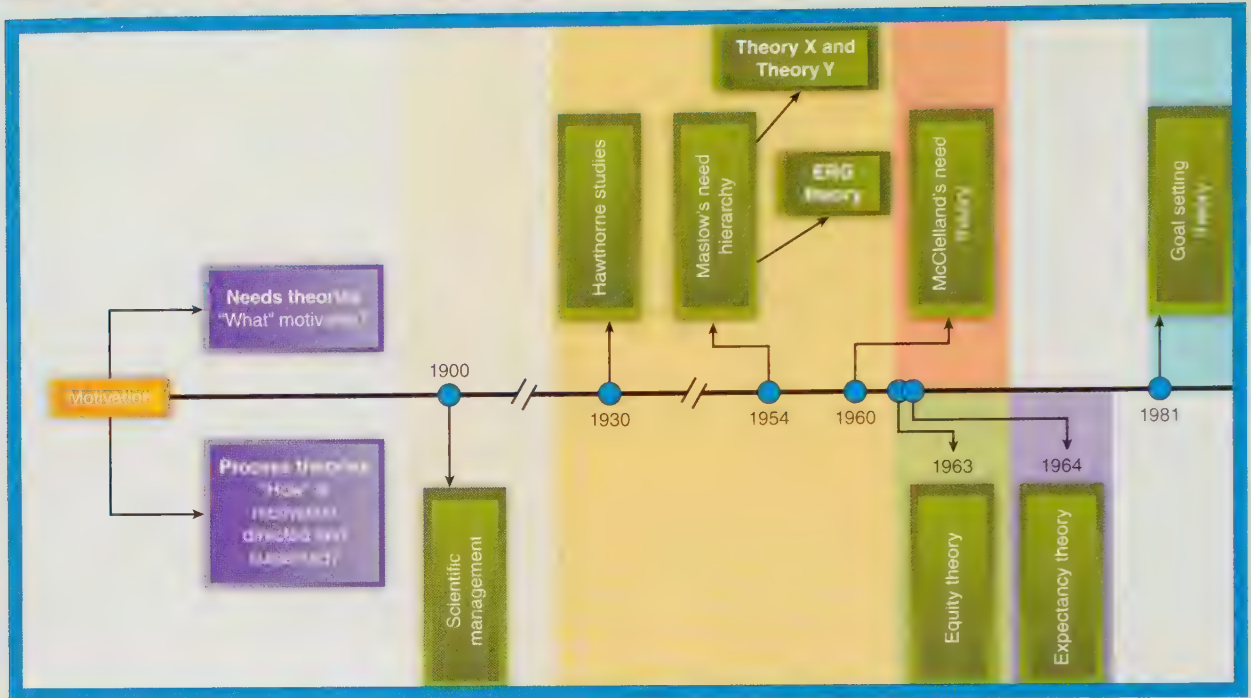 Theory X and
Theory Y
ERG
theory
Hawthorne studies
Maslow's need
hierarchy
McClelland's need
theory
Goal setting
theory
Needs theories
"What" motivates?
Motivation
1900
1930
1954
1960
1981
Process theories
"How" is
motivation
directed and
sustained?
1963
1964
Scientific
management
Equity theory
Expectancy theory